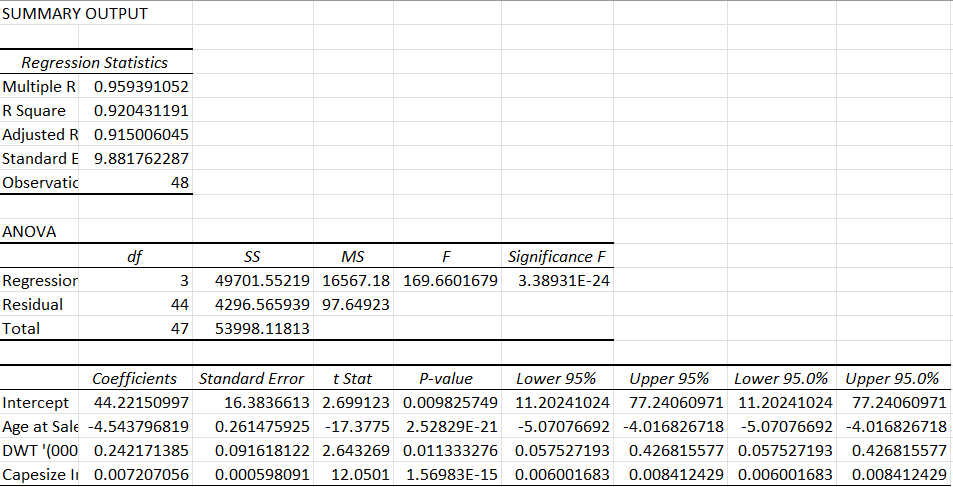 SUMMARY OUTPUT
Regression Statistics
Multiple R 0.959391052
R Square 0.920431191
Adjusted R 0.915006045
Standard E 9.881762287
Observatic 48
ANOVA
df SS MS F Significance F
Regression 3 49701.55219 16567.18 169.6601679 3.38931E-24
Residual 44 4296.565939 97.64923
Total 47 53998.11813
Coefficients Standard Error t Stat P-value Lower 95% Upper 95% Lower 95.0% Upper 95.0%
Intercept 44.22150997 16.3836613 2.699123 0.009825749 11.20241024 77.24060971 11.20241024 77.24060971
Age at Sale -4.543796819 0.261475925 -17.3775 2.52829E-21 -5.07076692 -4.016826718 -5.07076692 -4.016826718
DWT '(000 0.242171385 0.091618122 2.643269 0.011333276 0.057527193 0.426815577 0.057527193 0.426815577
Capesize I 0.007207056 0.000598091 12.0501 1.56983E-15 0.006001683 0.008412429 0.006001683 0.008412429